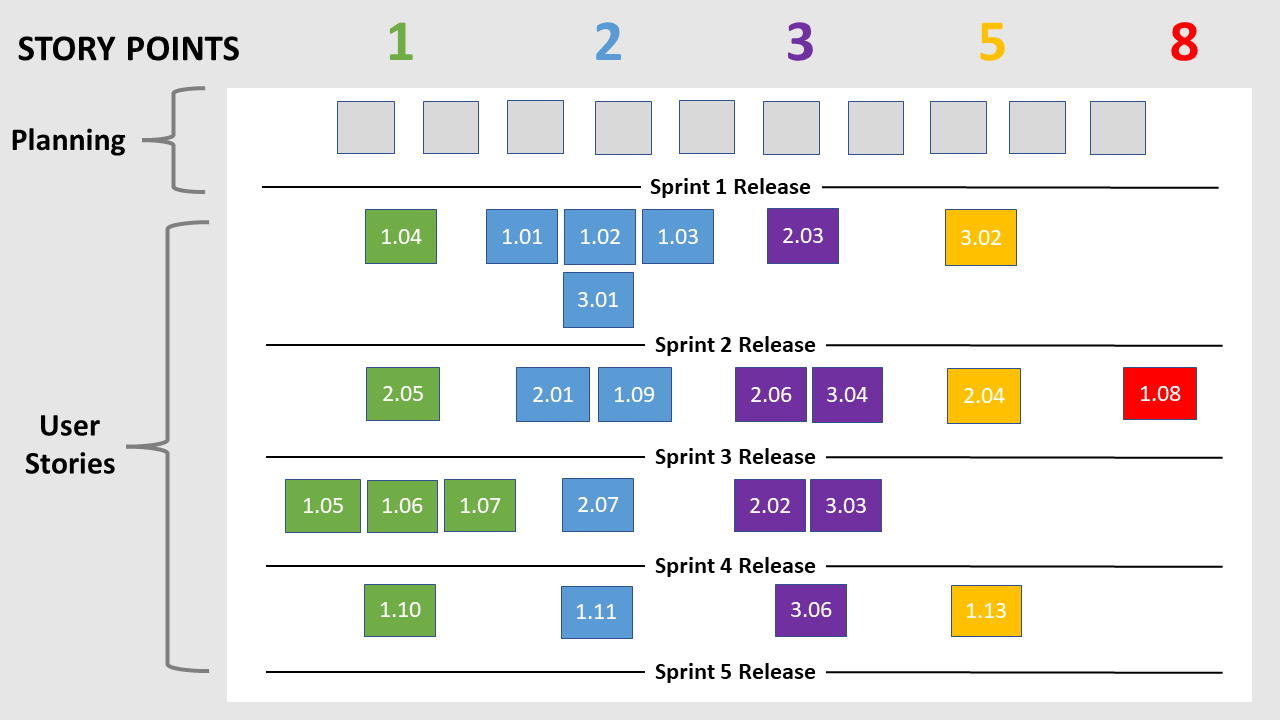 STORY POINTS 1 2 3 5 8
Planning
Sprint 1 Release
1.04 1.01 1.02 1.03 2.03 3.02
3.01
Sprint 2 Release
2.05 2.01 1.09 2.06 3.04 2.04 1.08
User
Stories
Sprint 3 Release
1.05 1.06 1.07 2.07 2.02 3.03
Sprint 4 Release
1.10 1.11 3.06 1.13
Sprint 5 Release